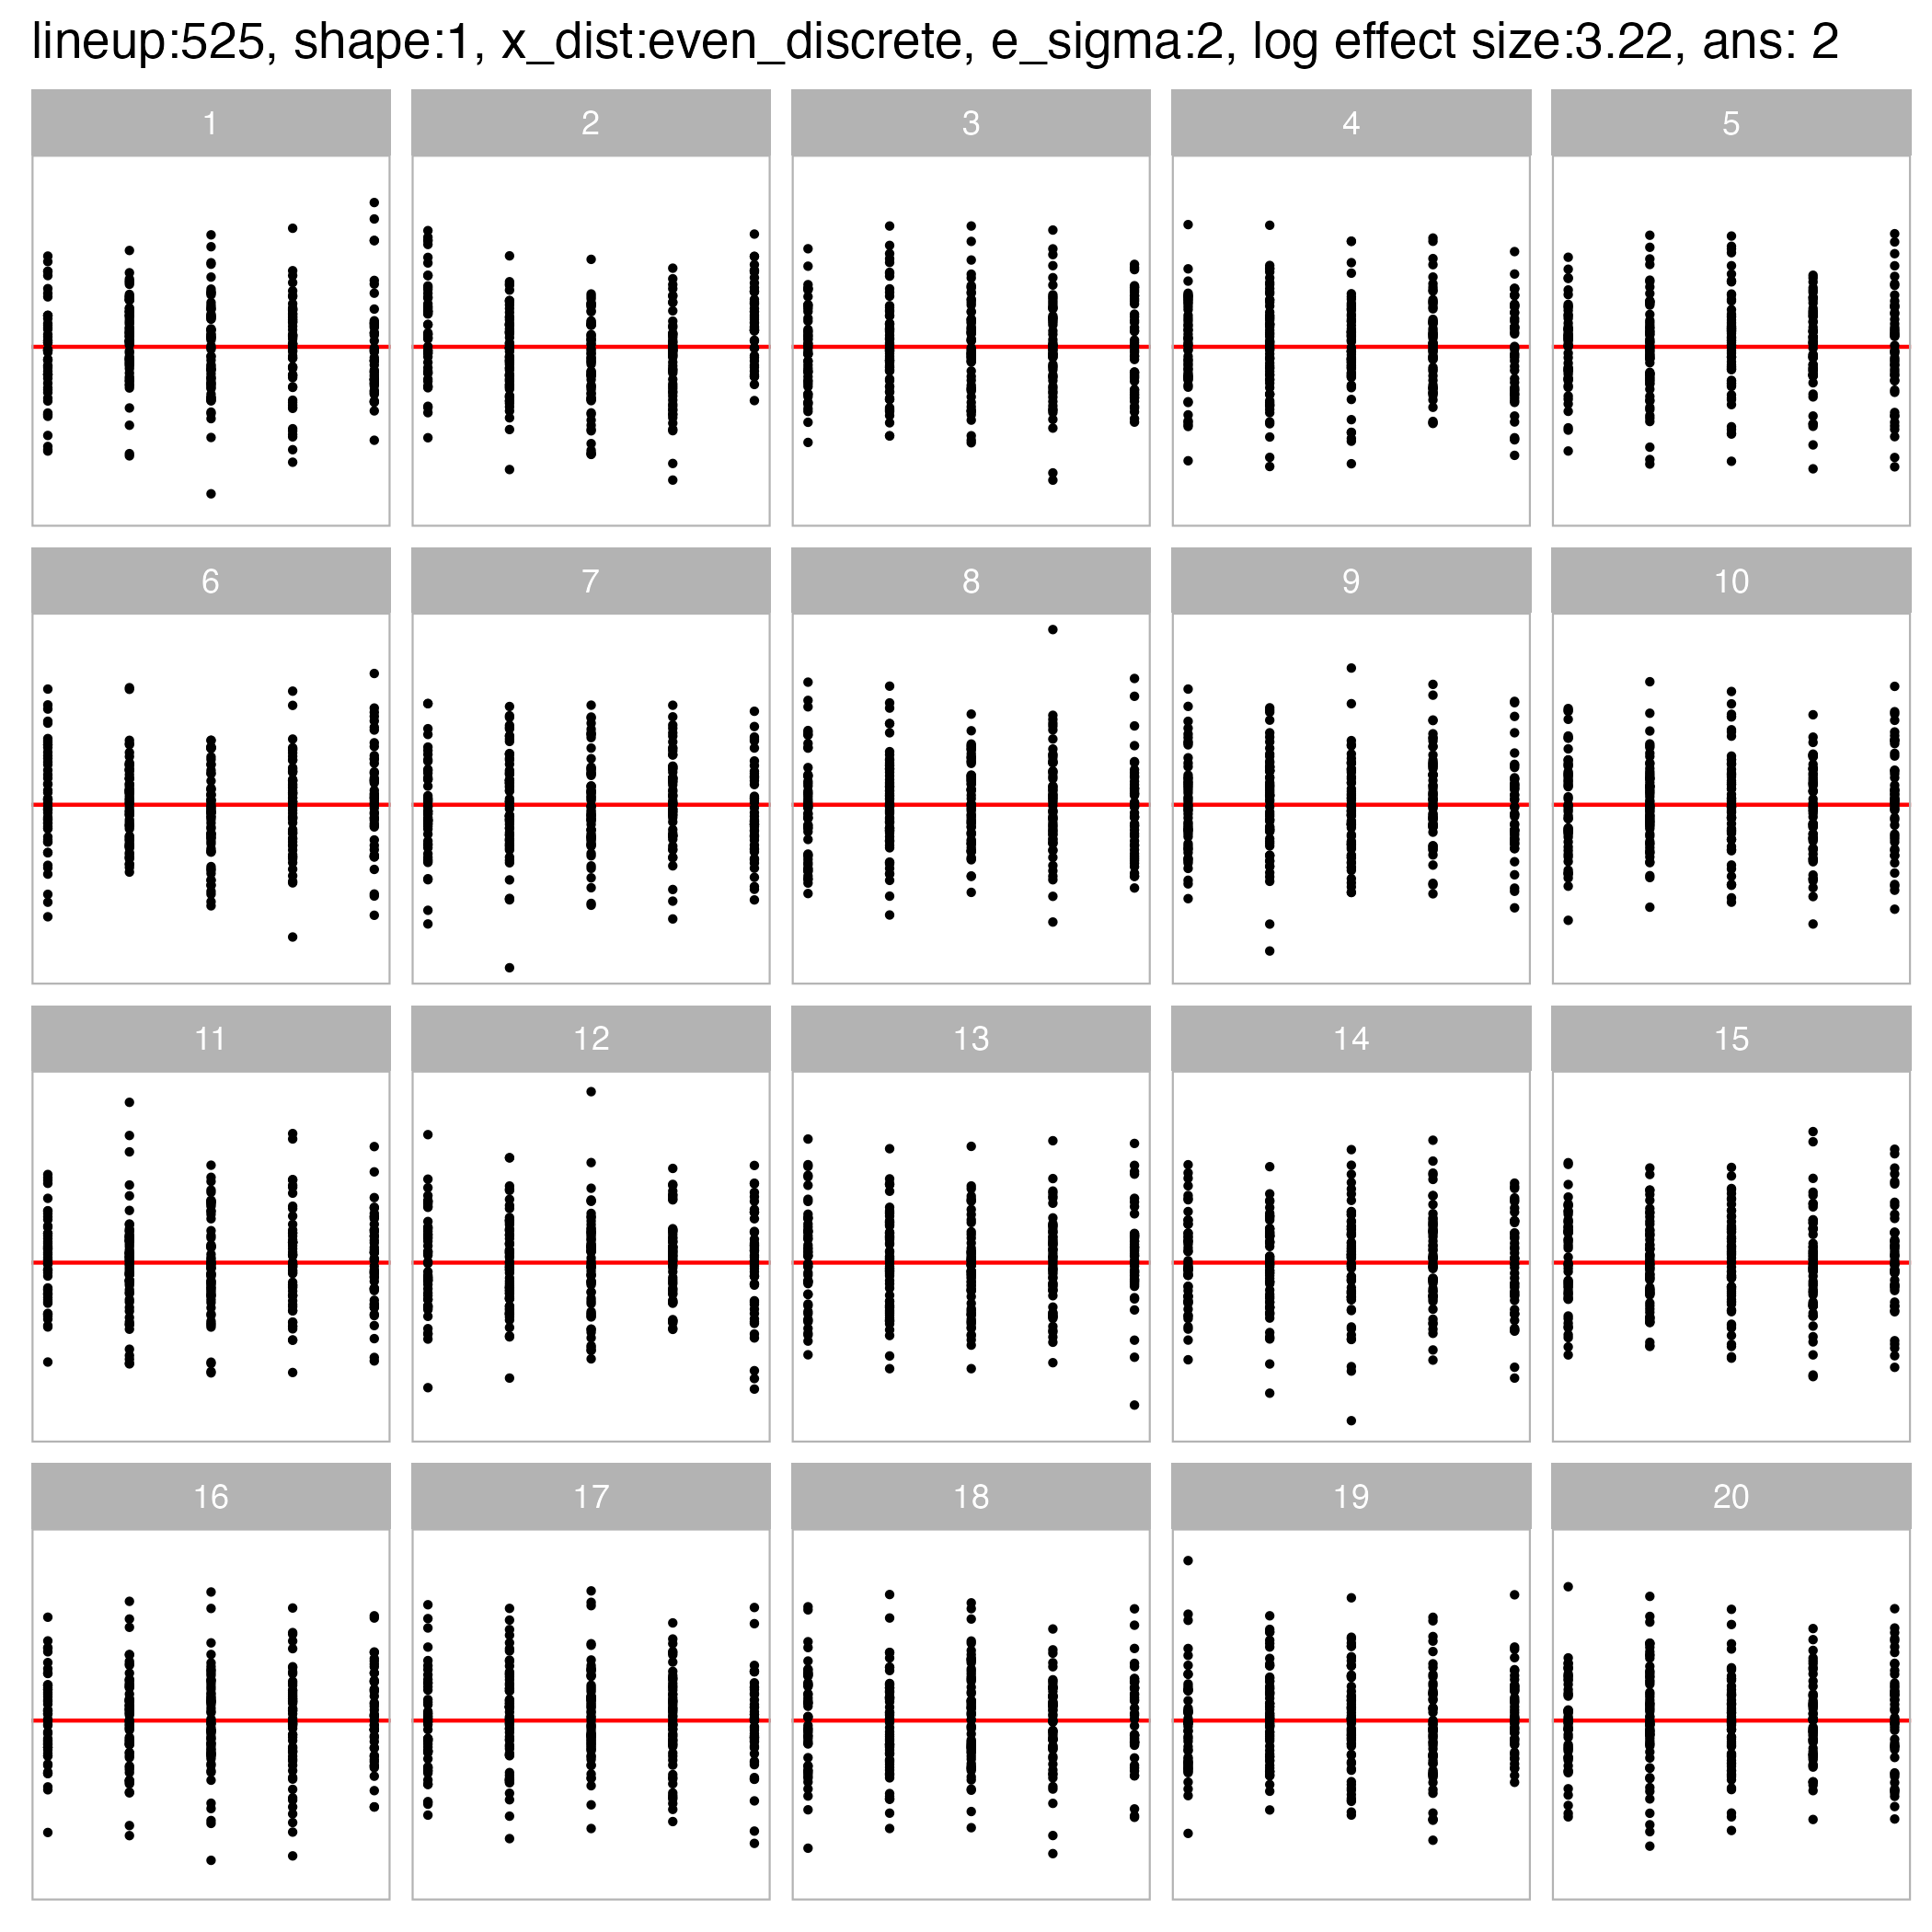 lineup:525, shape:1, x_dist:even_discrete, e_sigma:2, log effect size:3.22, ans: 2
1 2 3 4 5
6 7 8 9 10
11 12 13 14 15
16 17 18 19 20